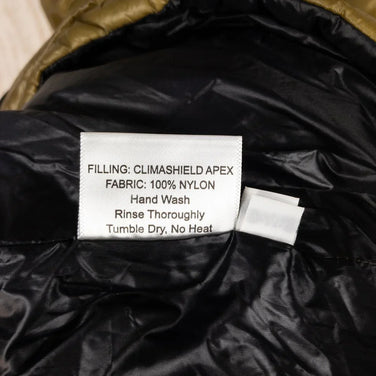 FILLING: CLIMASHIELD APEX
FABRIC: 100% NYLON
Hand Wash
Rinse Thoroughly
Tumble Dry, No Heat